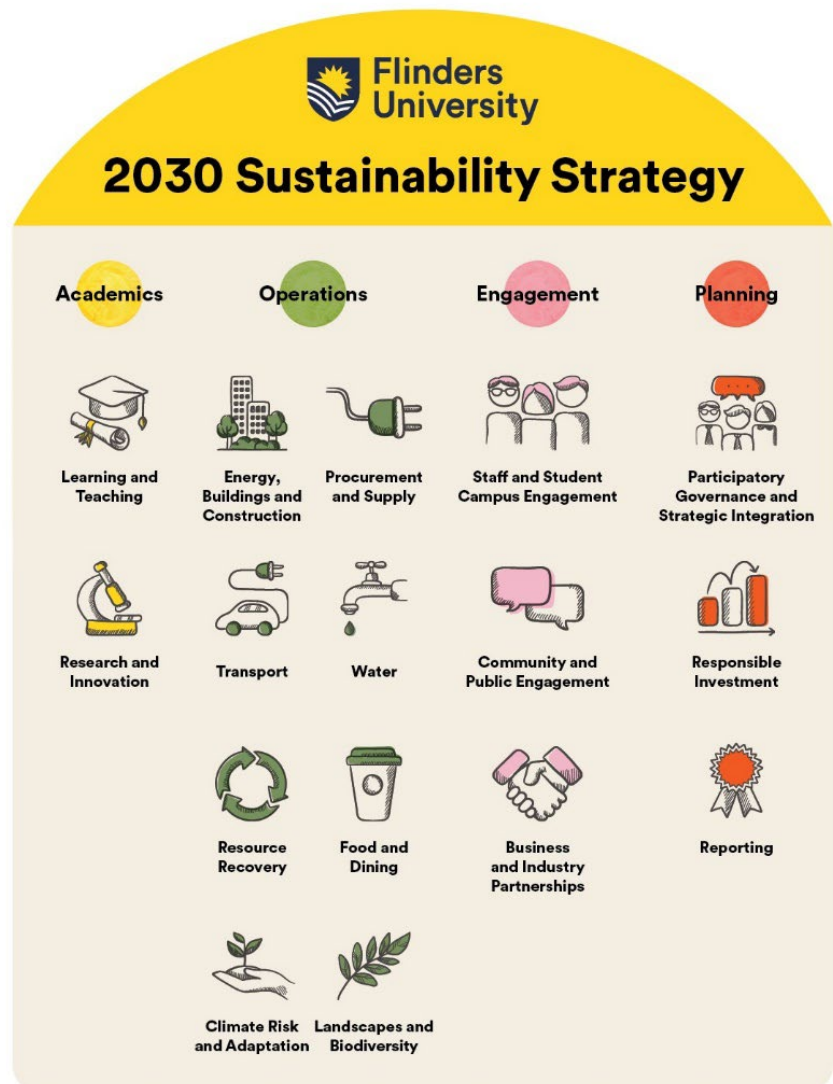 Flinders
University
2030 Sustainability Strategy
Academics
Operations
Engagement
Planning
Learning and
Teaching
Energy,
Buildings and
Construction
Procurement
and Supply
Staff and Student
Campus Engagement
Participatory
Governance and
Strategic Integration
Research and
Innovation
Transport
Water
Community and
Public Engagement
Responsible
Investment
Resource
Recovery
Food and
Dining
Business
and Industry
Partnerships
Reporting
Climate Risk
and Adaptation
Landscapes and
Biodiversity